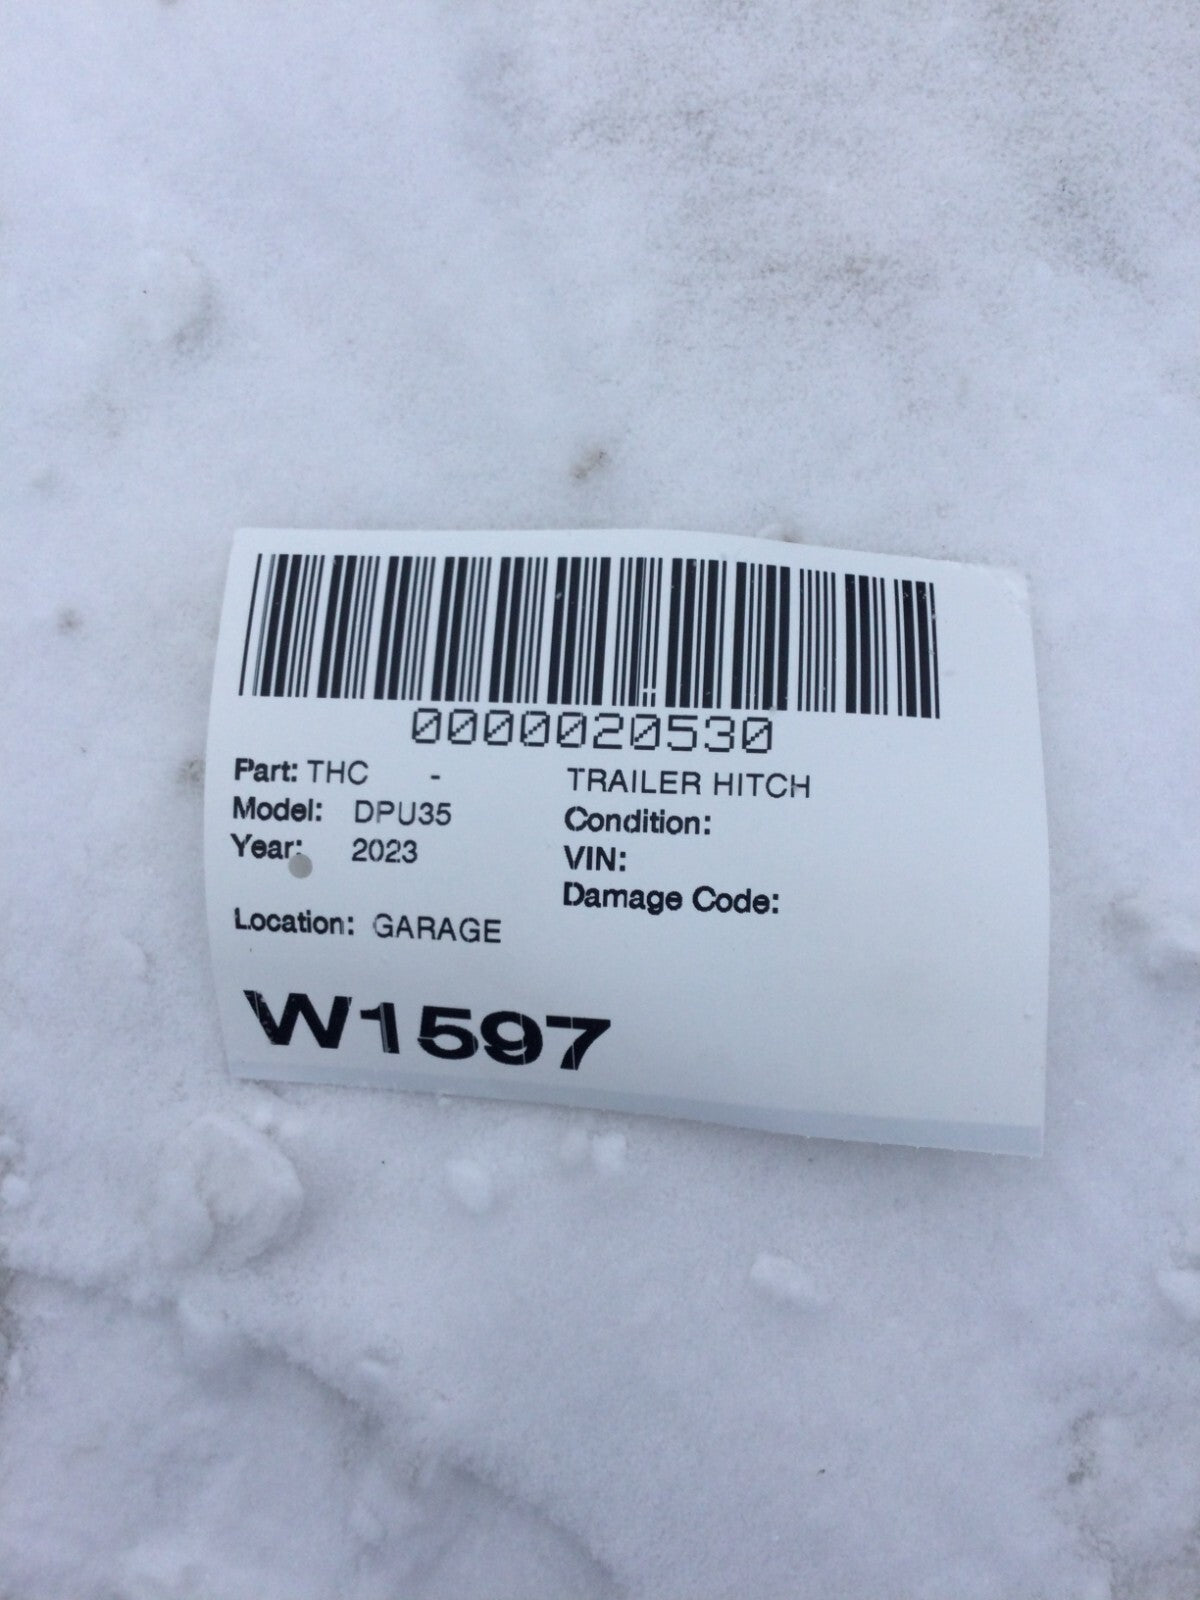 0000020530
Part: THC - TRAILER HITCH
Model: DPU35 Condition:
Year: 2023 VIN:
Damage Code:
Location: GARAGE
W1597